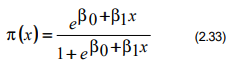 π(x) = e^{β0+β1x} / (1 + e^{β0+β1x}) (2.33)